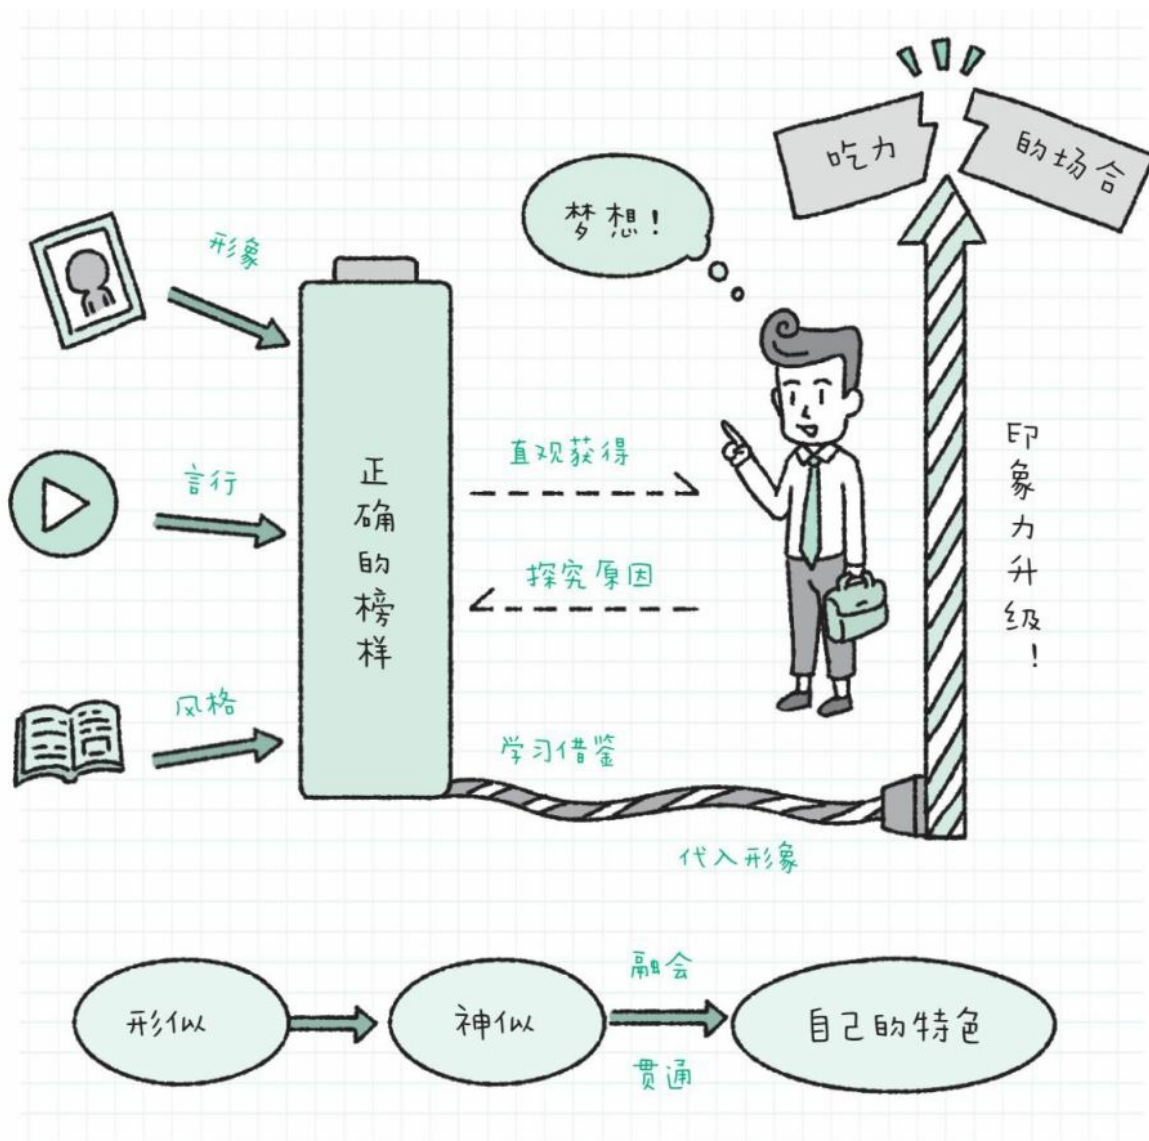 吃力
的场合
梦想!
形象
正确的榜样
直观获得
言行
探究原因
印象力升级!
风格
学习借鉴
代入形象
形似
神似
融会
贯通
自己的特色